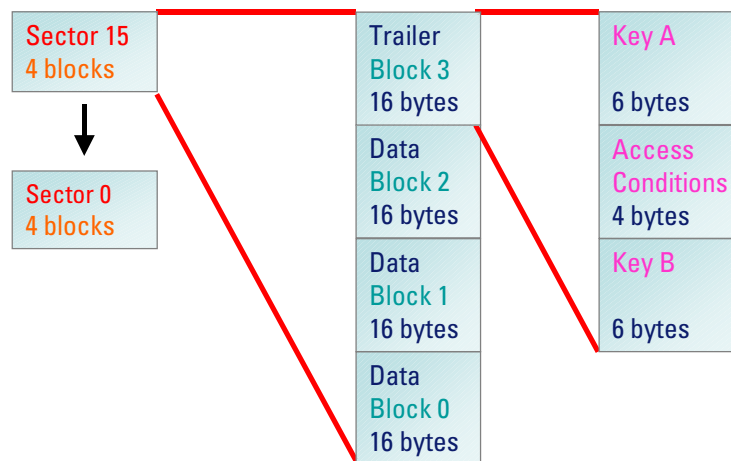 Sector 15
4 blocks
Sector 0
4 blocks
Trailer
Block 3
16 bytes
Data
Block 2
16 bytes
Data
Block 1
16 bytes
Data
Block 0
16 bytes
Key A
6 bytes
Access
Conditions
4 bytes
Key B
6 bytes